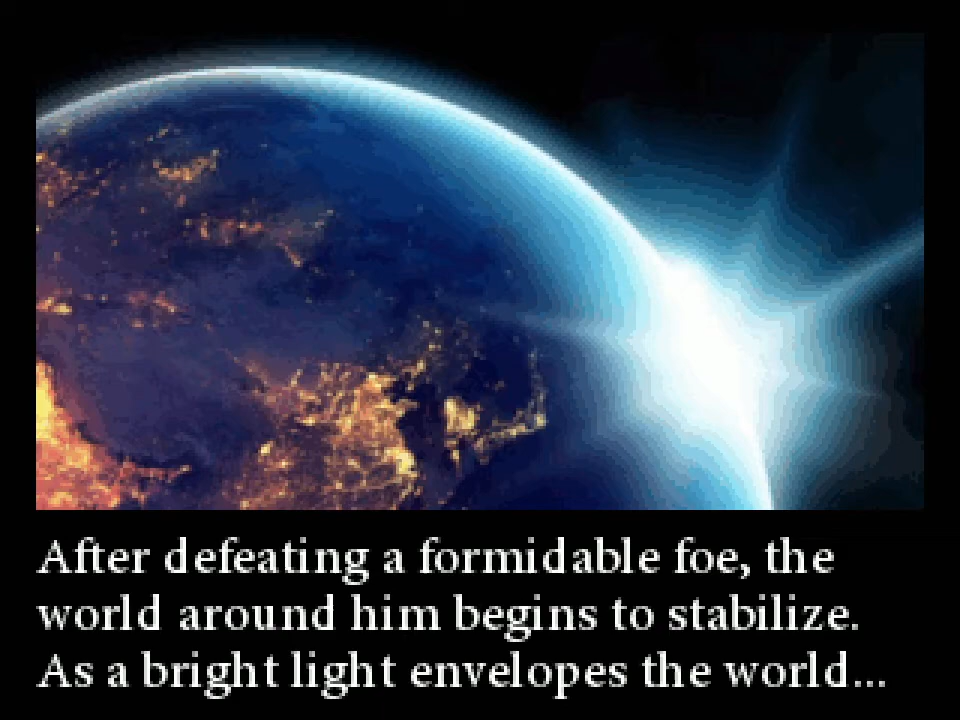 After defeating a formidable foe, the
world around him begins to stabilize.
As a bright light envelopes the world...